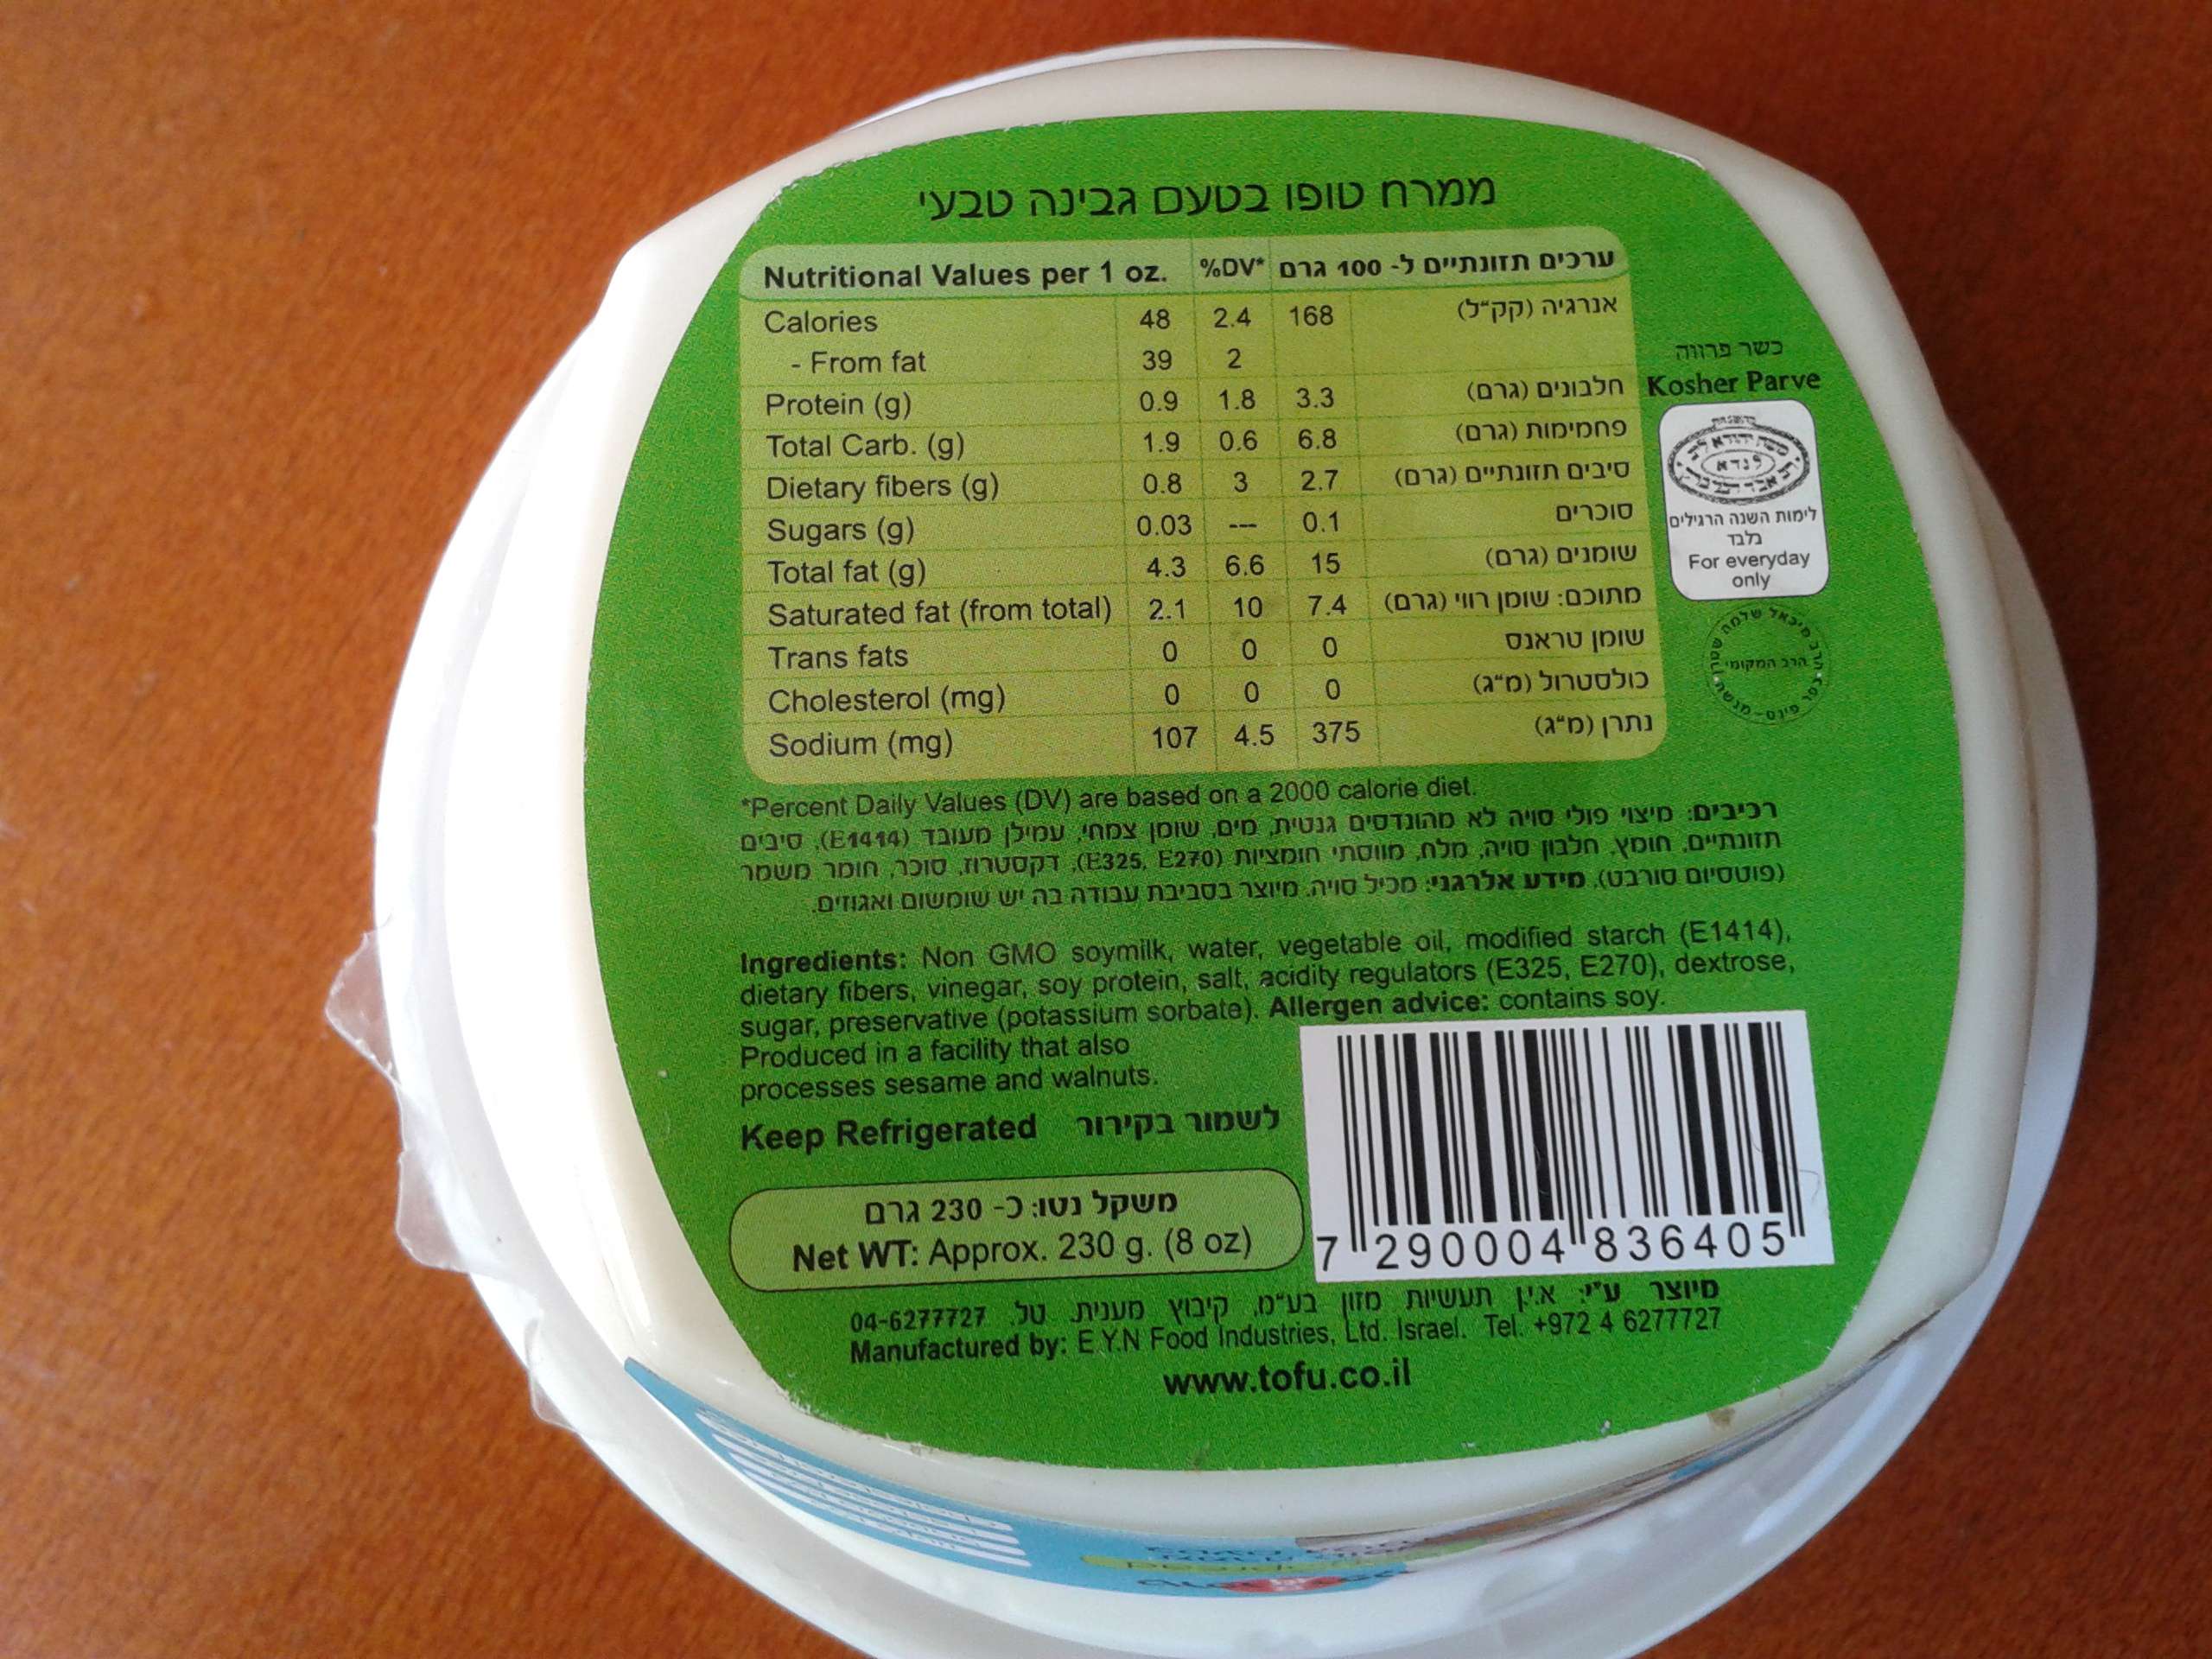 ממרח טופו בטעם גבינה טבעי
Nutritional Values per 1 oz. %DV* ערכים תזונתיים ל- 100 גרם
Calories 48 2.4 168 אנרגיה (קק"ל)
- From fat 39 2
Protein (g) 0.9 1.8 3.3 חלבונים (גרם)
Total Carb. (g) 1.9 0.6 6.8 פחמימות (גרם)
Dietary fibers (g) 0.8 3 2.7 סיבים תזונתיים (גרם)
Sugars (g) 0.03 --- 0.1 סוכרים
Total fat (g) 4.3 6.6 15 שומנים (גרם)
Saturated fat (from total) 2.1 10 7.4 מתוכם: שומן רווי (גרם)
Trans fats 0 0 0 שומן טראנס
Cholesterol (mg) 0 0 0 כולסטרול (מ"ג)
Sodium (mg) 107 4.5 375 נתרן (מ"ג)
כשר פרווה
Kosher Parve
לנדא
לימות השנה הרגילים
בלבד
For everyday
only
הרב המקומי
*Percent Daily Values (DV) are based on a 2000 calorie diet.
רכיבים: מיצוי פולי סויה לא מהונדסים גנטית, מים, שומן צמחי, עמילן מעובד (E1414), סיבים
תזונתיים, חומץ, חלבון סויה, מלח, מווסתי חומציות (E325, E270), דקסטרוז, סוכר, חומר משמר
(פוטסיום סורבט). מידע אלרגני: מכיל סויה. מיוצר בסביבת עבודה בה יש שומשום ואגוזים.
Ingredients: Non GMO soymilk, water, vegetable oil, modified starch (E1414),
dietary fibers, vinegar, soy protein, salt, acidity regulators (E325, E270), dextrose,
sugar, preservative (potassium sorbate). Allergen advice: contains soy.
Produced in a facility that also
processes sesame and walnuts.
Keep Refrigerated לשמור בקירור
משקל נטו: כ- 230 גרם
Net WT: Approx. 230 g. (8 oz)
7 290004 836405
מיוצר ע"י: א.י.ן תעשיות מזון בע"מ, קיבוץ מענית. טל. 04-6277727
Manufactured by: E.Y.N Food Industries, Ltd. Israel. Tel. +972 4 6277727
www.tofu.co.il